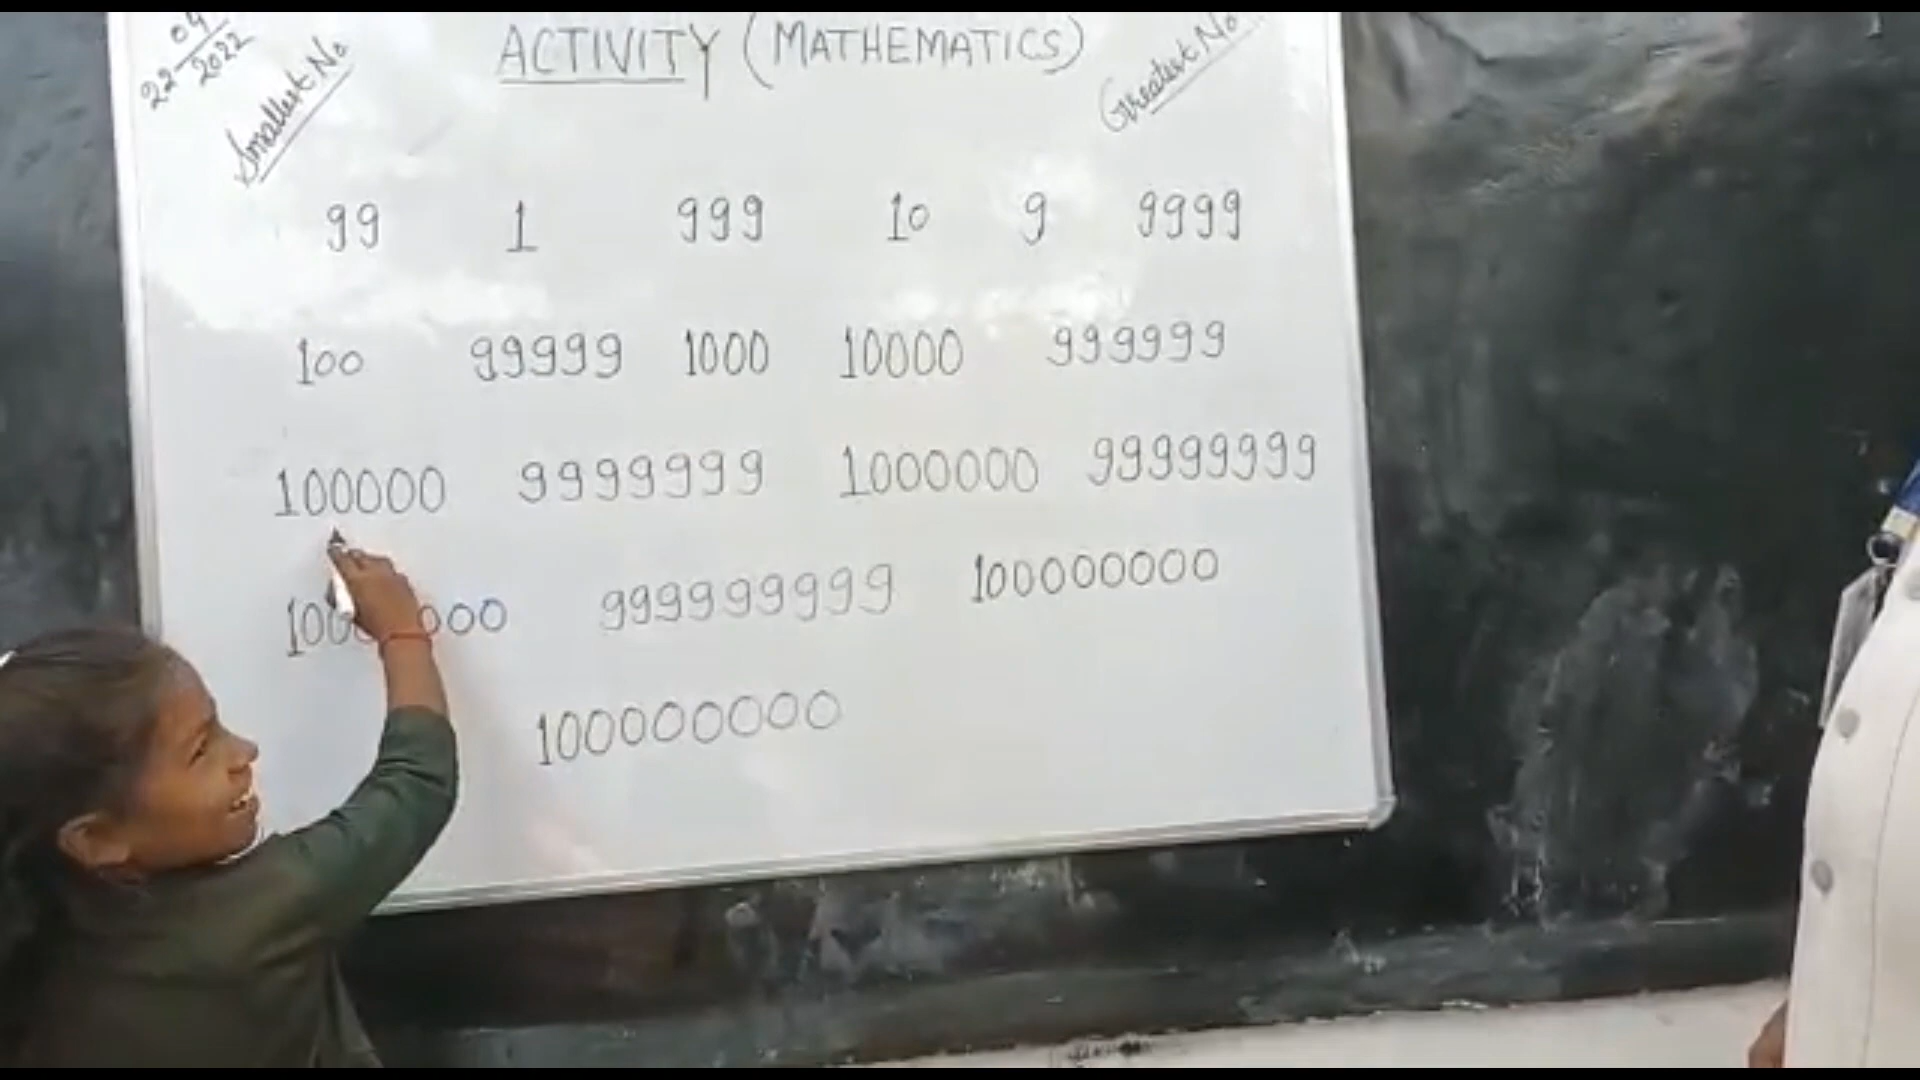 22-04-2022
ACTIVITY (MATHEMATICS)
Smallest No
Greatest No
99 1 999 10 9 9999
100 99999 1000 10000 999999
100000 9999999 1000000 99999999
999999999 100000000
1000000000